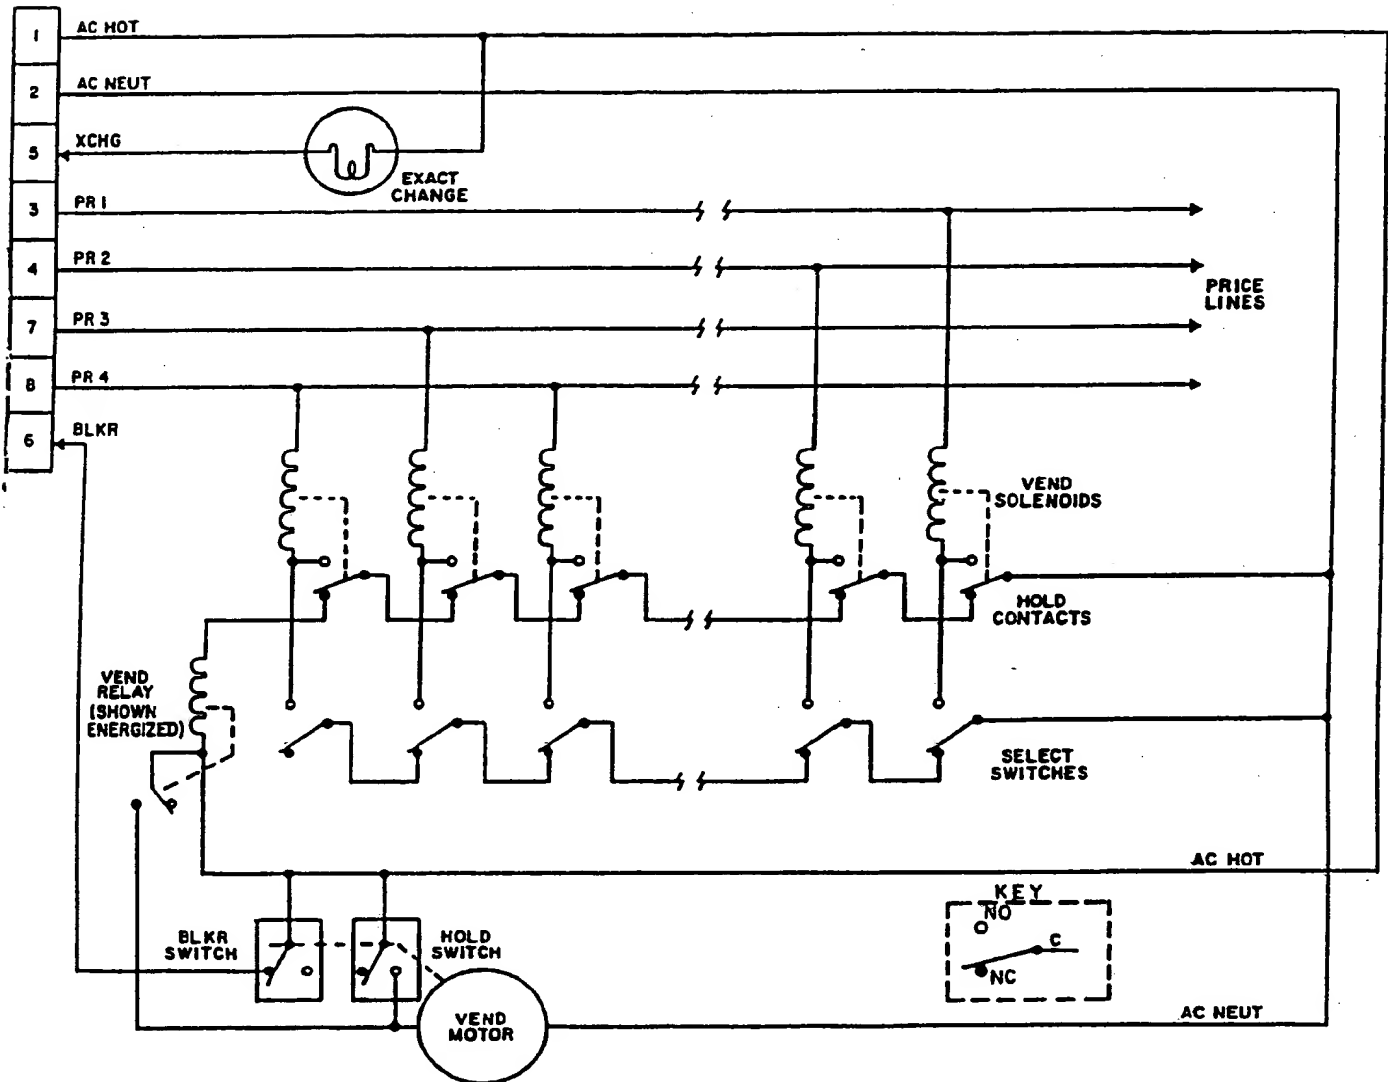 1 AC HOT
2 AC NEUT
5 XCHG
EXACT
CHANGE
3 PR 1
4 PR 2
PRICE
LINES
7 PR 3
8 PR 4
6 BLKR
VEND
SOLENOIDS
HOLD
CONTACTS
VEND
RELAY
(SHOWN
ENERGIZED)
SELECT
SWITCHES
AC HOT
KEY
NO
C
NC
BLKR
SWITCH
HOLD
SWITCH
VEND
MOTOR
AC NEUT